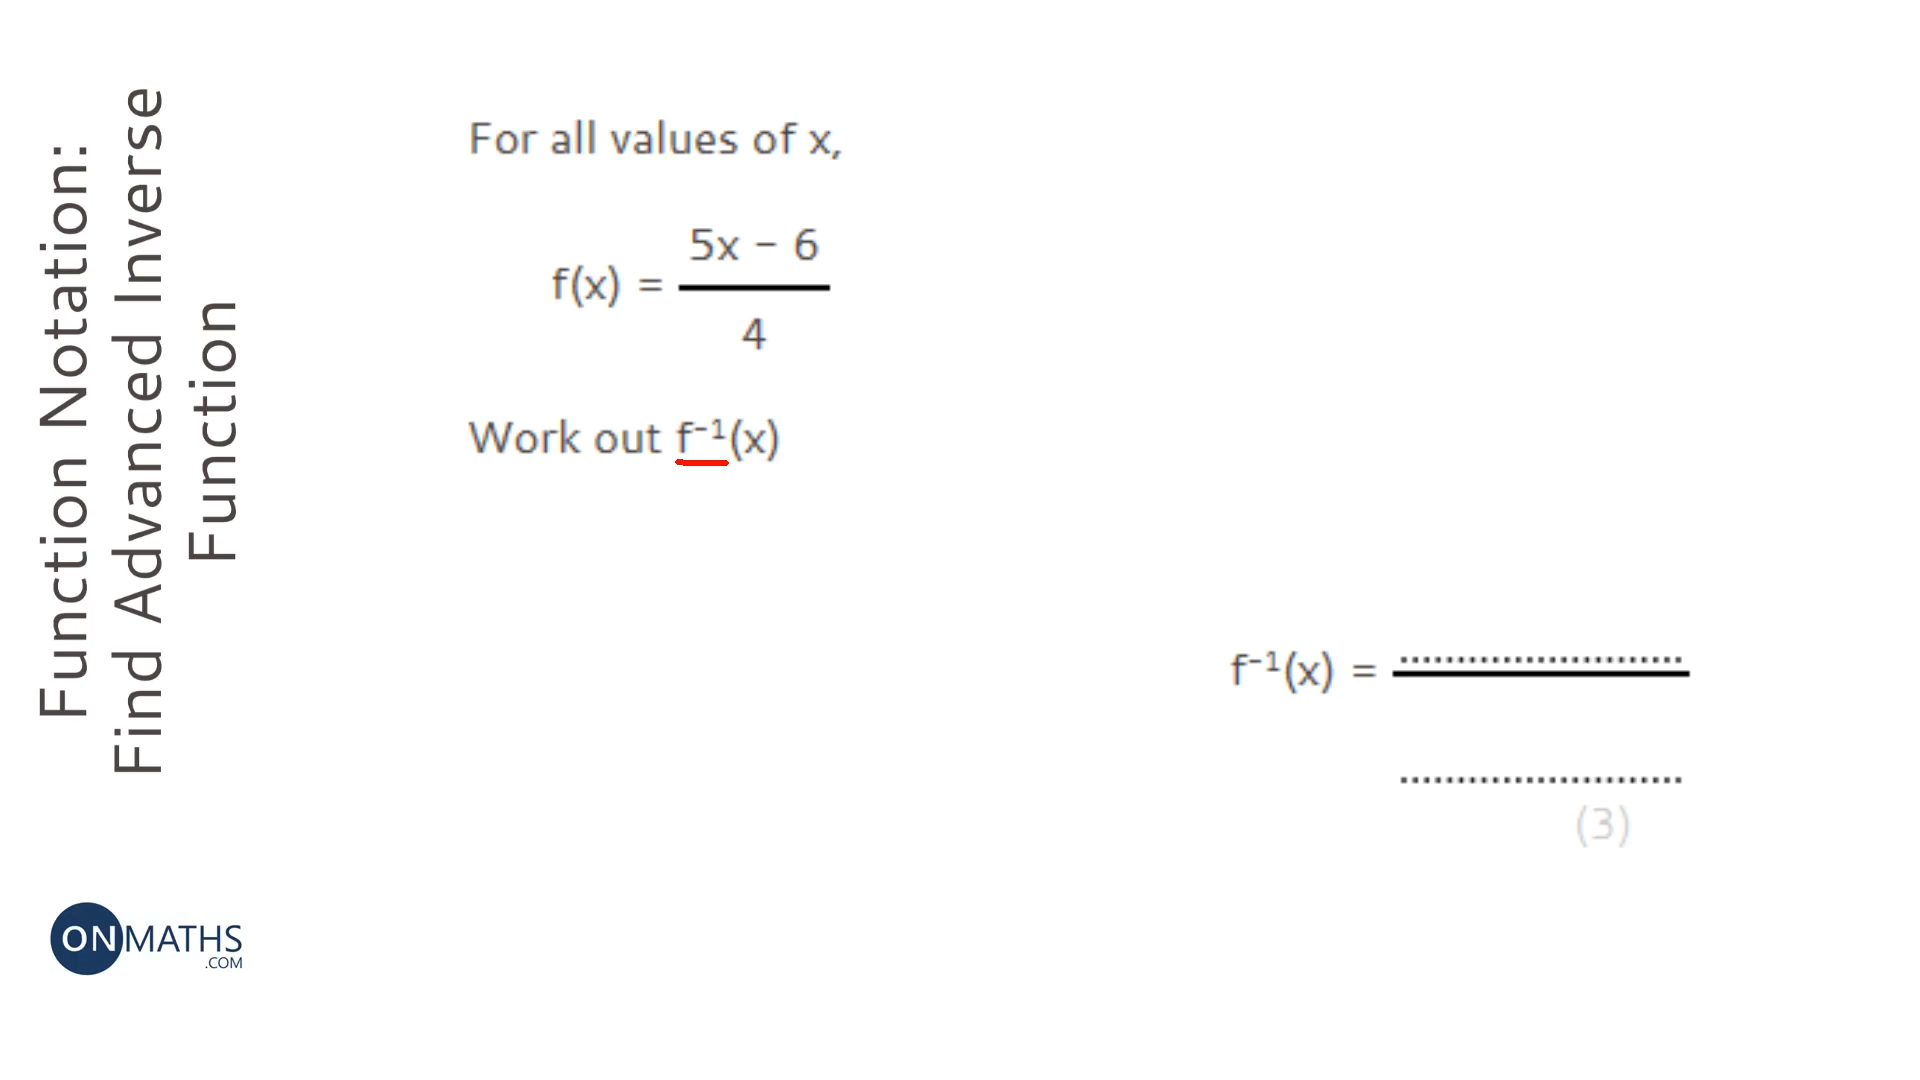 Function Notation:
Find Advanced Inverse
Function
For all values of x,
f(x) = 5x − 6
4
Work out f⁻¹(x)
f⁻¹(x) = ........................
........................
(3)
ONMATHS
.COM